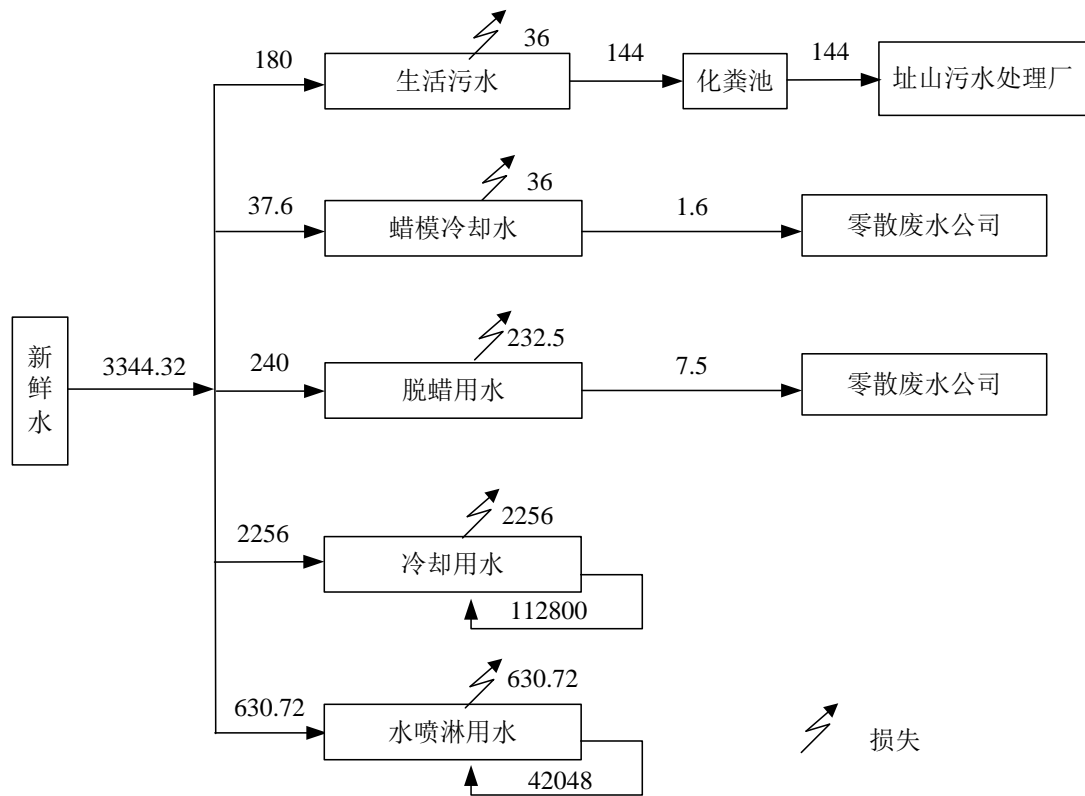 36
180
生活污水
144
化粪池
144
址山污水处理厂
36
37.6
蜡模冷却水
1.6
零散废水公司
新鲜水
3344.32
232.5
240
脱蜡用水
7.5
零散废水公司
2256
2256
冷却用水
112800
630.72
630.72
水喷淋用水
42048
损失